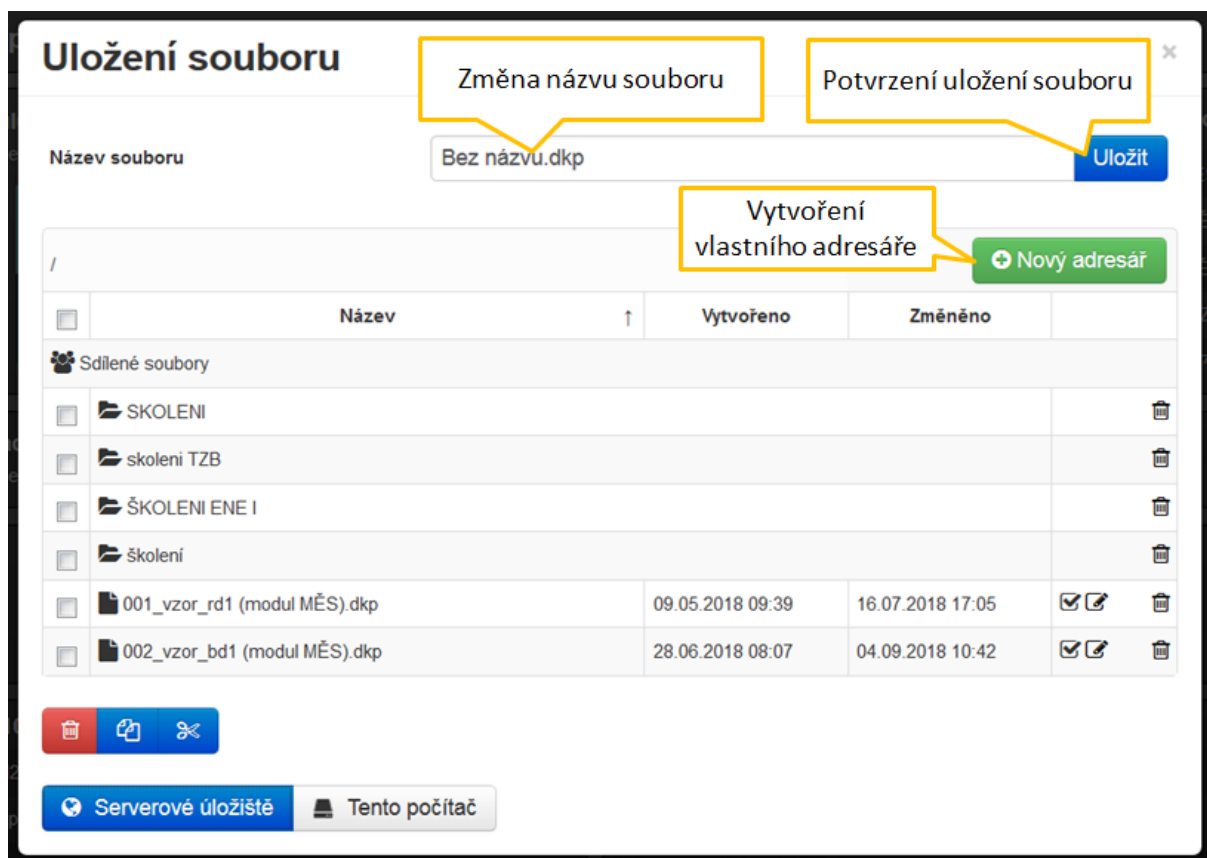 Uložení souboru
×
Změna názvu souboru
Potvrzení uložení souboru
Název souboru
Bez názvu.dkp
Uložit
Vytvoření
vlastního adresáře
/
Nový adresář
Název ↑ Vytvořeno Změněno
Sdílené soubory
SKOLENI
skoleni TZB
ŠKOLENI ENE I
školení
001_vzor_rd1 (modul MĚS).dkp 09.05.2018 09:39 16.07.2018 17:05
002_vzor_bd1 (modul MĚS).dkp 28.06.2018 08:07 04.09.2018 10:42
Serverové úložiště Tento počítač